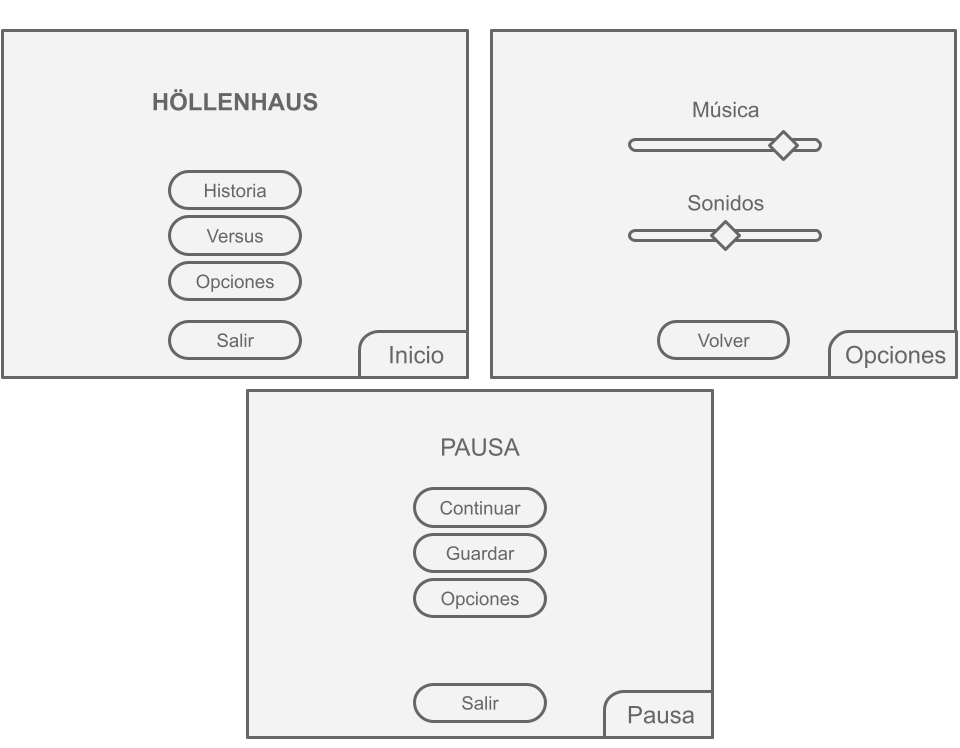 HÖLLENHAUS
Historia
Versus
Opciones
Salir
Inicio
Música
Sonidos
Volver
Opciones
PAUSA
Continuar
Guardar
Opciones
Salir
Pausa